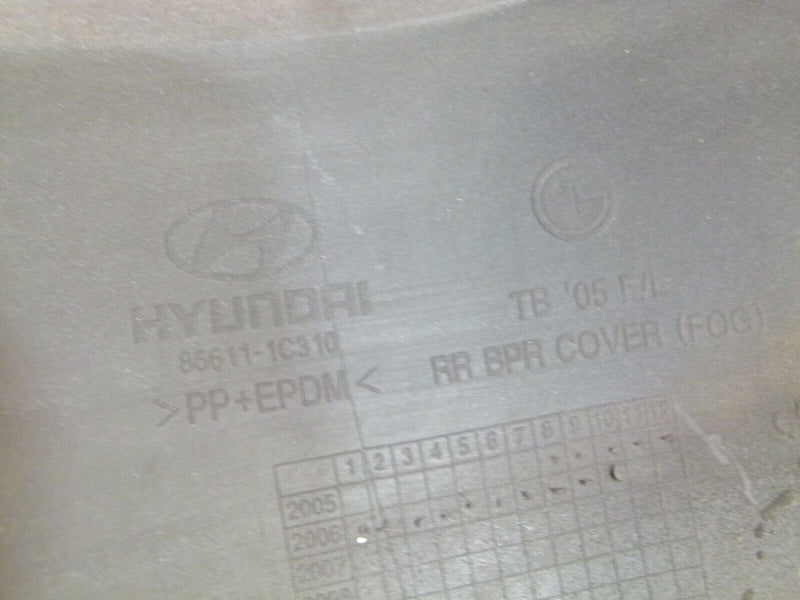 HYUNDAI
86611-1C310
>PP+EPDM<
TB '05 F/L
RR BPR COVER (FOG)
1 2 3 4 5 6 7 8 9 10 11 12
2005
2006
2007
2008